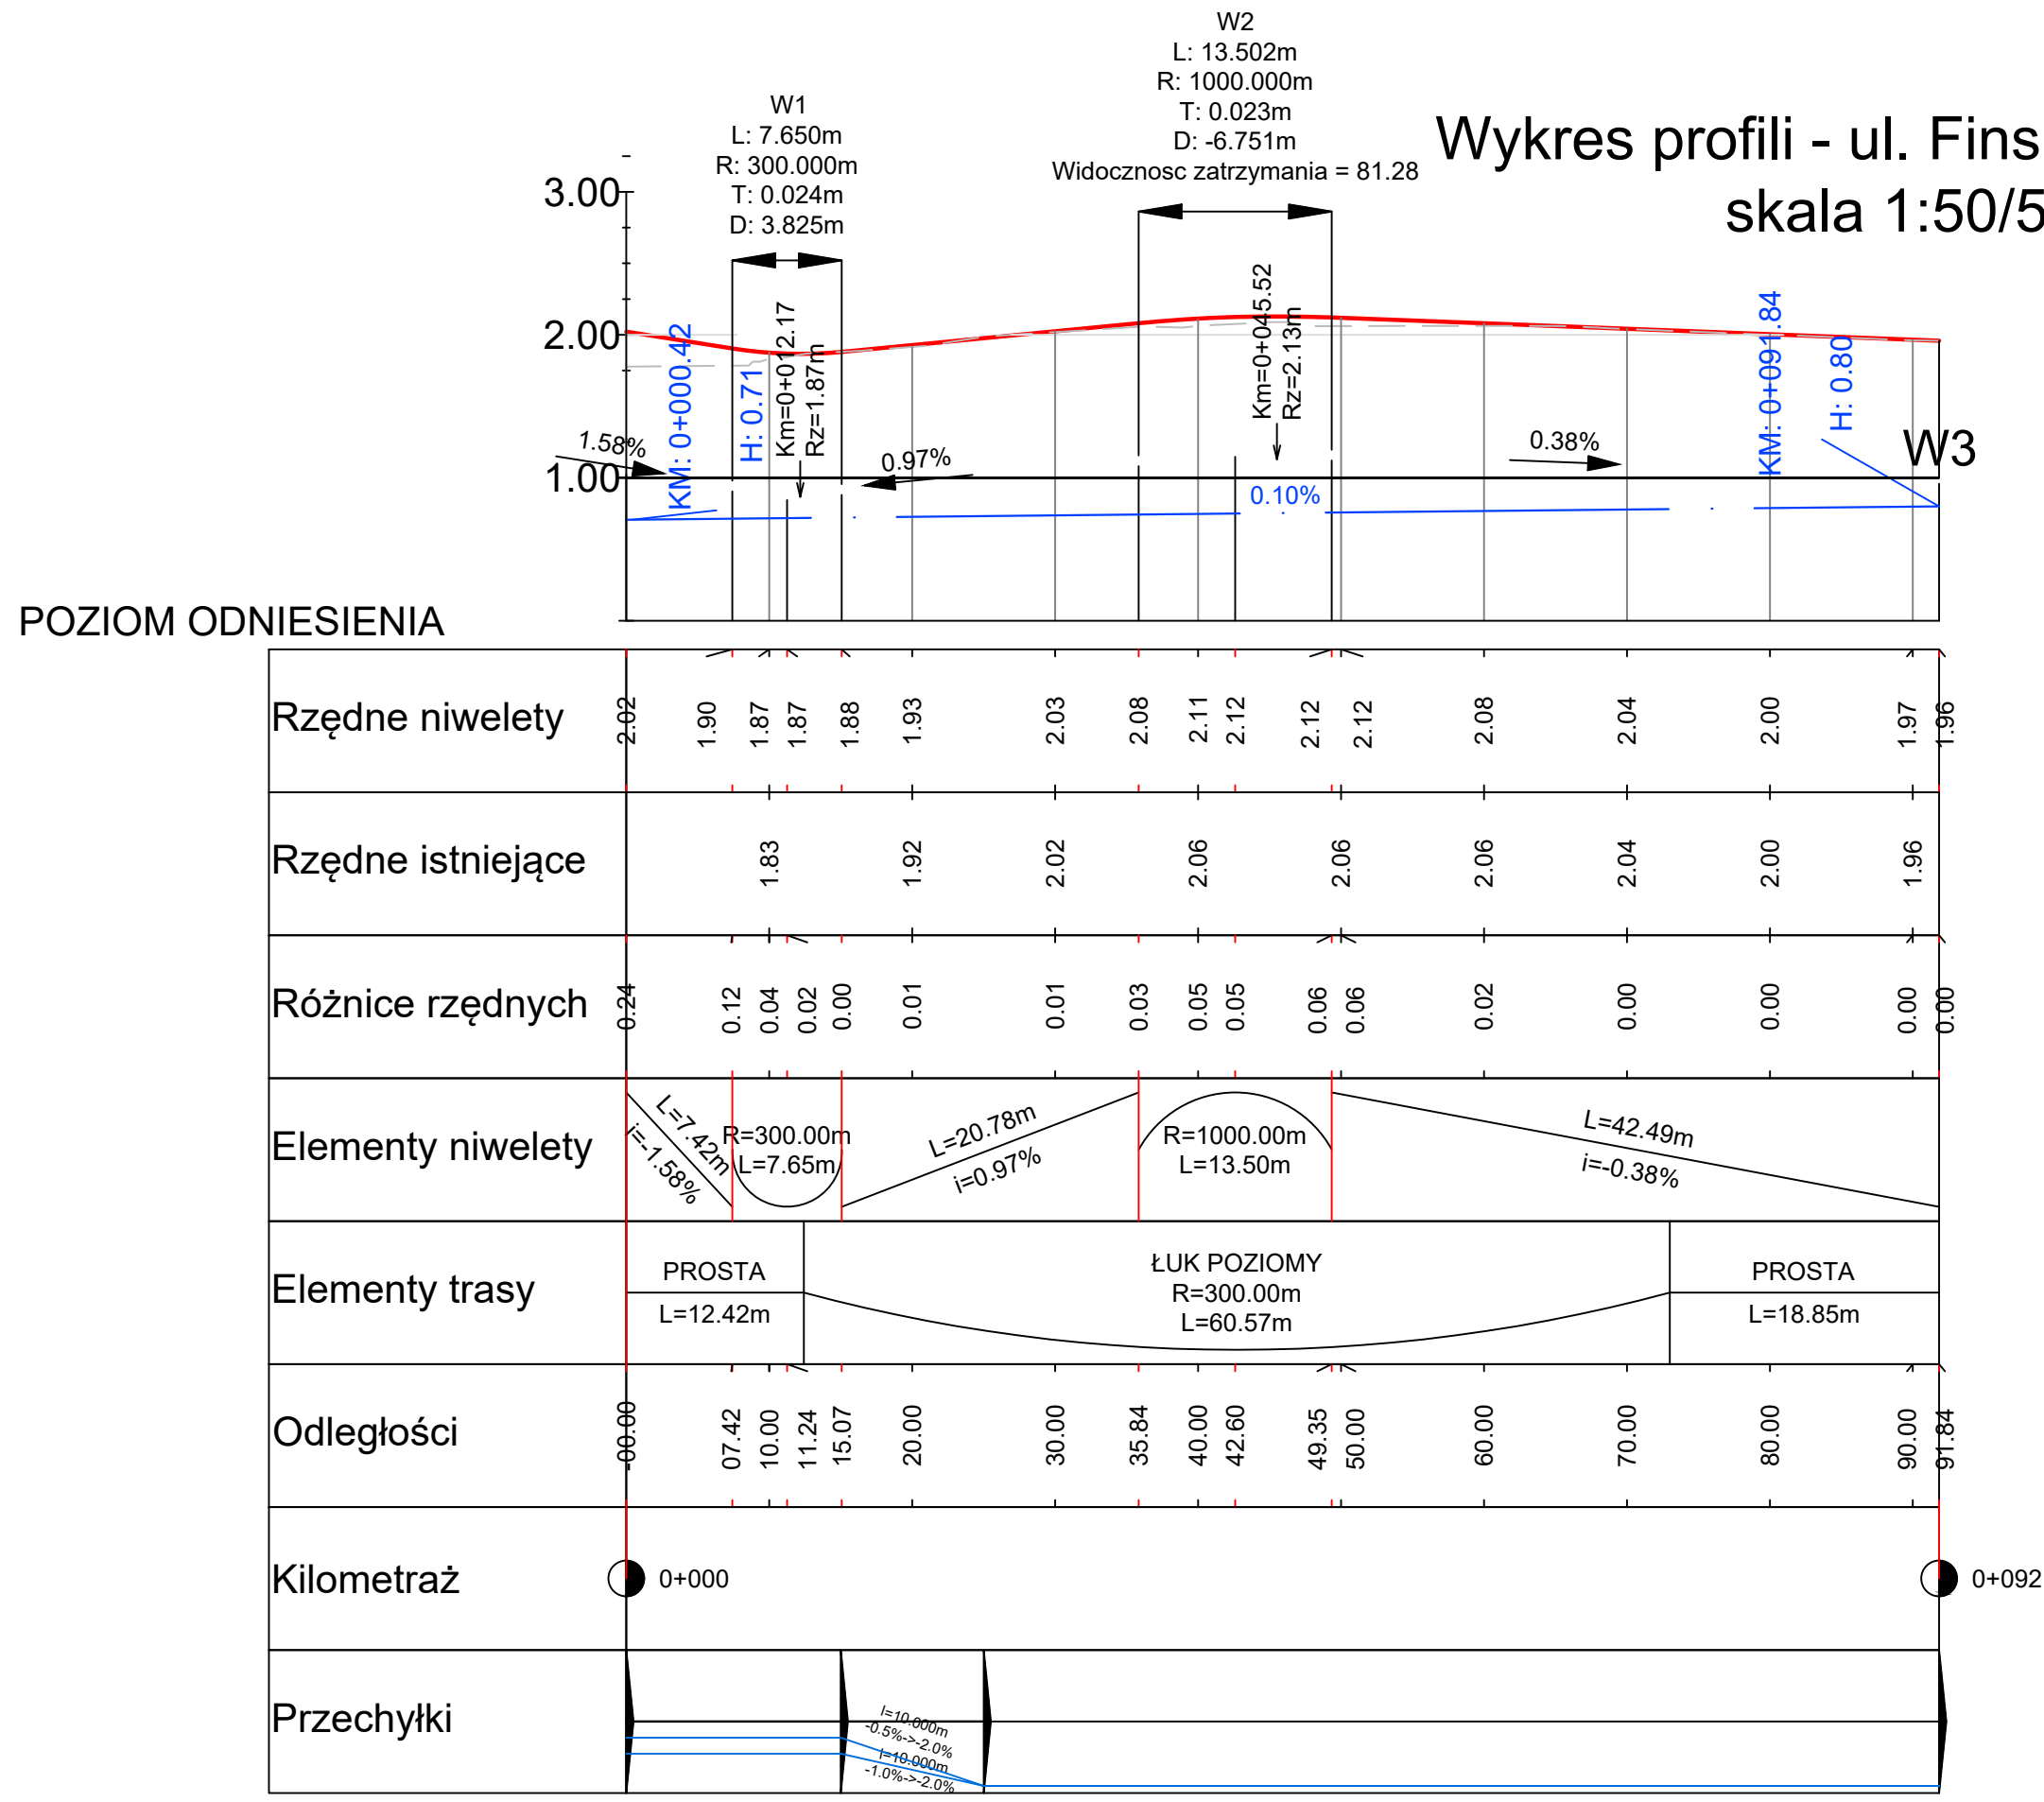 W2
L: 13.502m
R: 1000.000m
T: 0.023m
D: -6.751m
Widocznosc zatrzymania = 81.28
W1
L: 7.650m
R: 300.000m
T: 0.024m
D: 3.825m
Wykres profili - ul. Fins
skala 1:50/5
3.00
2.00
1.00
KM: 0+000.42
H: 0.71
Km=0+012.17
Rz=1.87m
Km=0+045.52
Rz=2.13m
KM: 0+091.84
H: 0.80
W3
1.58%
0.97%
0.38%
0.10%
POZIOM ODNIESIENIA
Rzędne niwelety
2.02 1.90 1.87 1.87 1.88 1.93 2.03 2.08 2.11 2.12 2.12 2.12 2.08 2.04 2.00 1.97 1.96
Rzędne istniejące
1.83 1.92 2.02 2.06 2.06 2.06 2.04 2.00 1.96
Różnice rzędnych
0.24 0.12 0.04 0.02 0.00 0.01 0.01 0.03 0.05 0.05 0.06 0.06 0.02 0.00 0.00 0.00 0.00
Elementy niwelety
L=7.42m
i=-1.58%
R=300.00m
L=7.65m
L=20.78m
i=0.97%
R=1000.00m
L=13.50m
L=42.49m
i=-0.38%
Elementy trasy
PROSTA
L=12.42m
ŁUK POZIOMY
R=300.00m
L=60.57m
PROSTA
L=18.85m
Odległości
-00.00 07.42 10.00 11.24 15.07 20.00 30.00 35.84 40.00 42.60 49.35 50.00 60.00 70.00 80.00 90.00 91.84
Kilometraż
0+000
0+092
Przechyłki
l=10.000m
-0.5%->-2.0%
l=10.000m
-1.0%->-2.0%